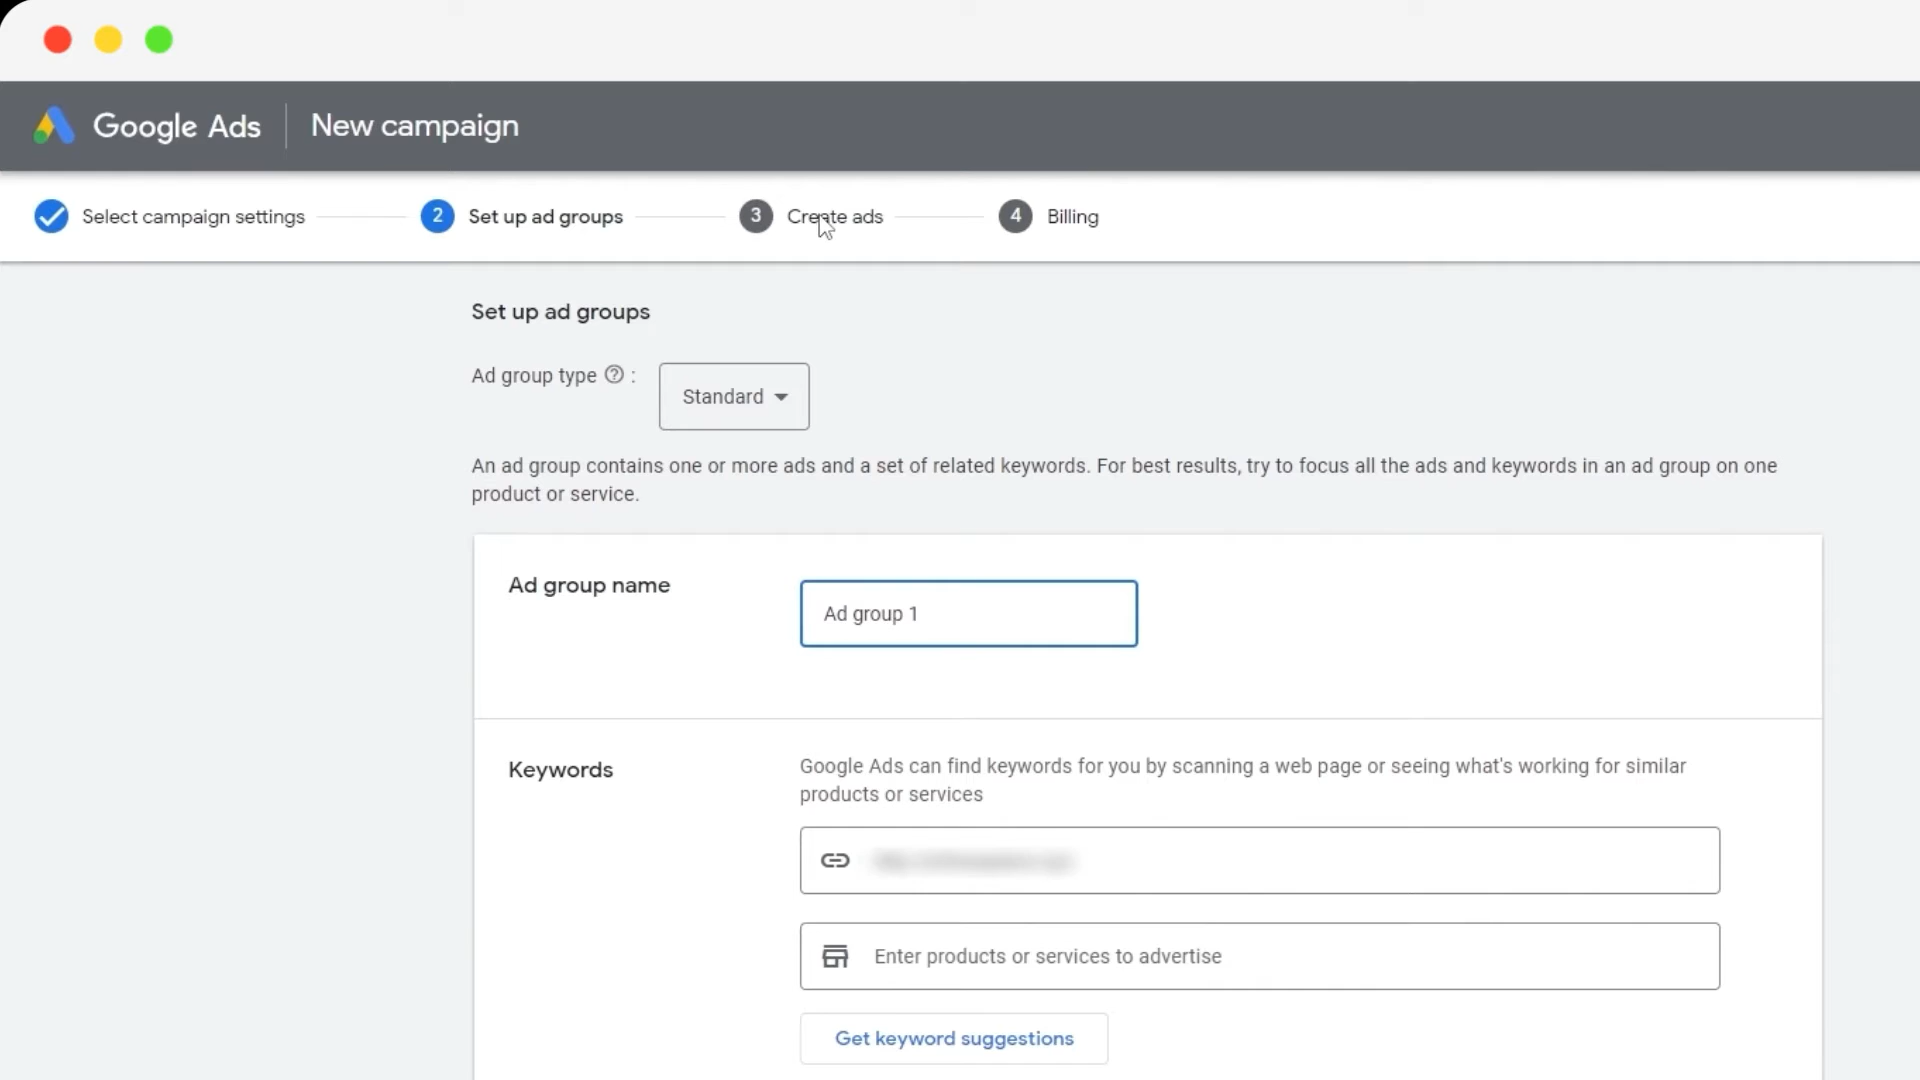 Google Ads New campaign
Select campaign settings 2 Set up ad groups 3 Create ads 4 Billing
Set up ad groups
Ad group type ? :
Standard
An ad group contains one or more ads and a set of related keywords. For best results, try to focus all the ads and keywords in an ad group on one
product or service.
Ad group name
Ad group 1
Keywords
Google Ads can find keywords for you by scanning a web page or seeing what's working for similar
products or services
Enter products or services to advertise
Get keyword suggestions